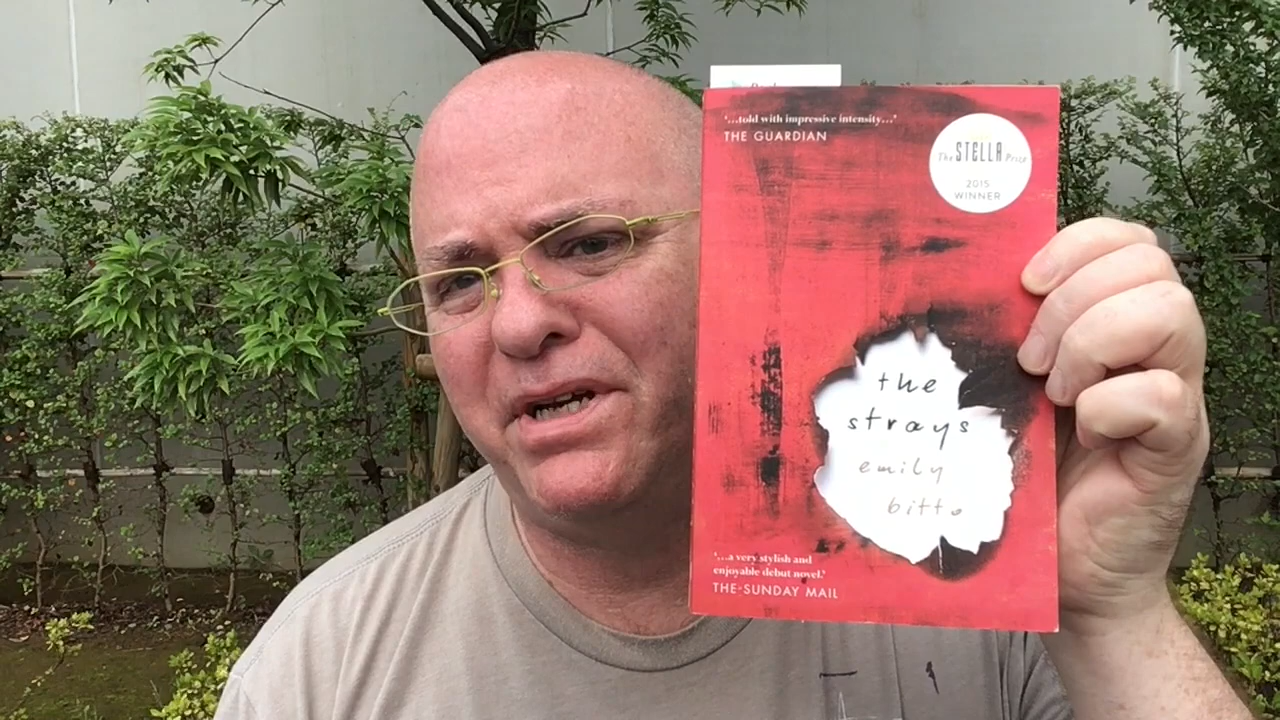 '...told with impressive intensity...'
THE GUARDIAN
The STELLA Prize
2015
WINNER
the
strays
emily
bitto
'...a very stylish and
enjoyable debut novel.'
THE SUNDAY MAIL